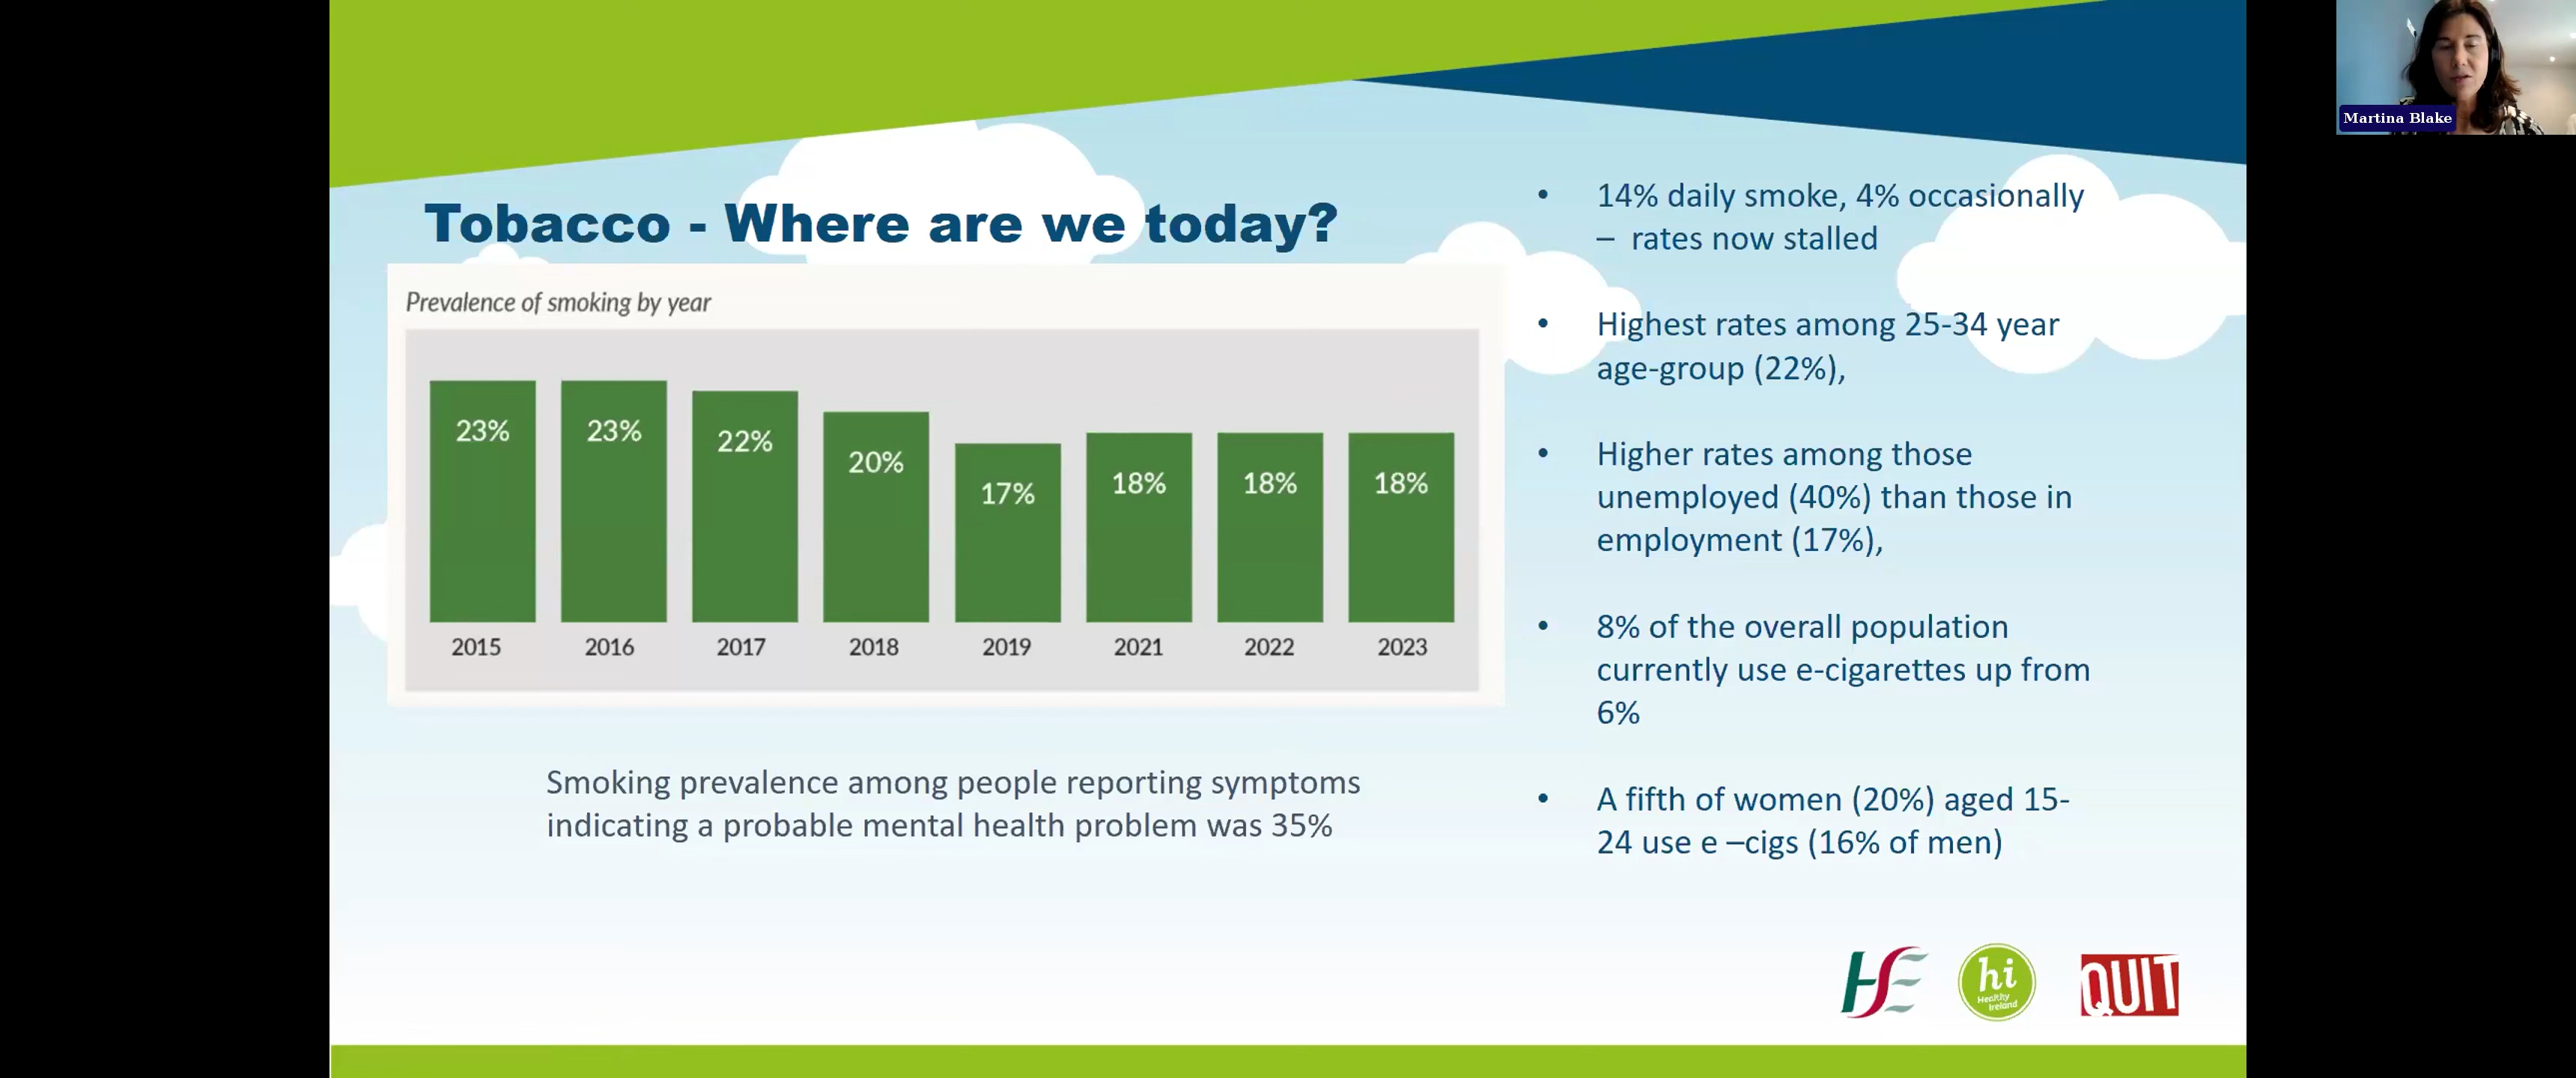 Martina Blake
Tobacco - Where are we today?
Prevalence of smoking by year
23%
23%
22%
20%
17%
18%
18%
18%
2015
2016
2017
2018
2019
2021
2022
2023
Smoking prevalence among people reporting symptoms
indicating a probable mental health problem was 35%
• 14% daily smoke, 4% occasionally
– rates now stalled
• Highest rates among 25-34 year
age-group (22%),
• Higher rates among those
unemployed (40%) than those in
employment (17%),
• 8% of the overall population
currently use e-cigarettes up from
6%
• A fifth of women (20%) aged 15-
24 use e –cigs (16% of men)
HE
hi
Healthy
Ireland
QUIT